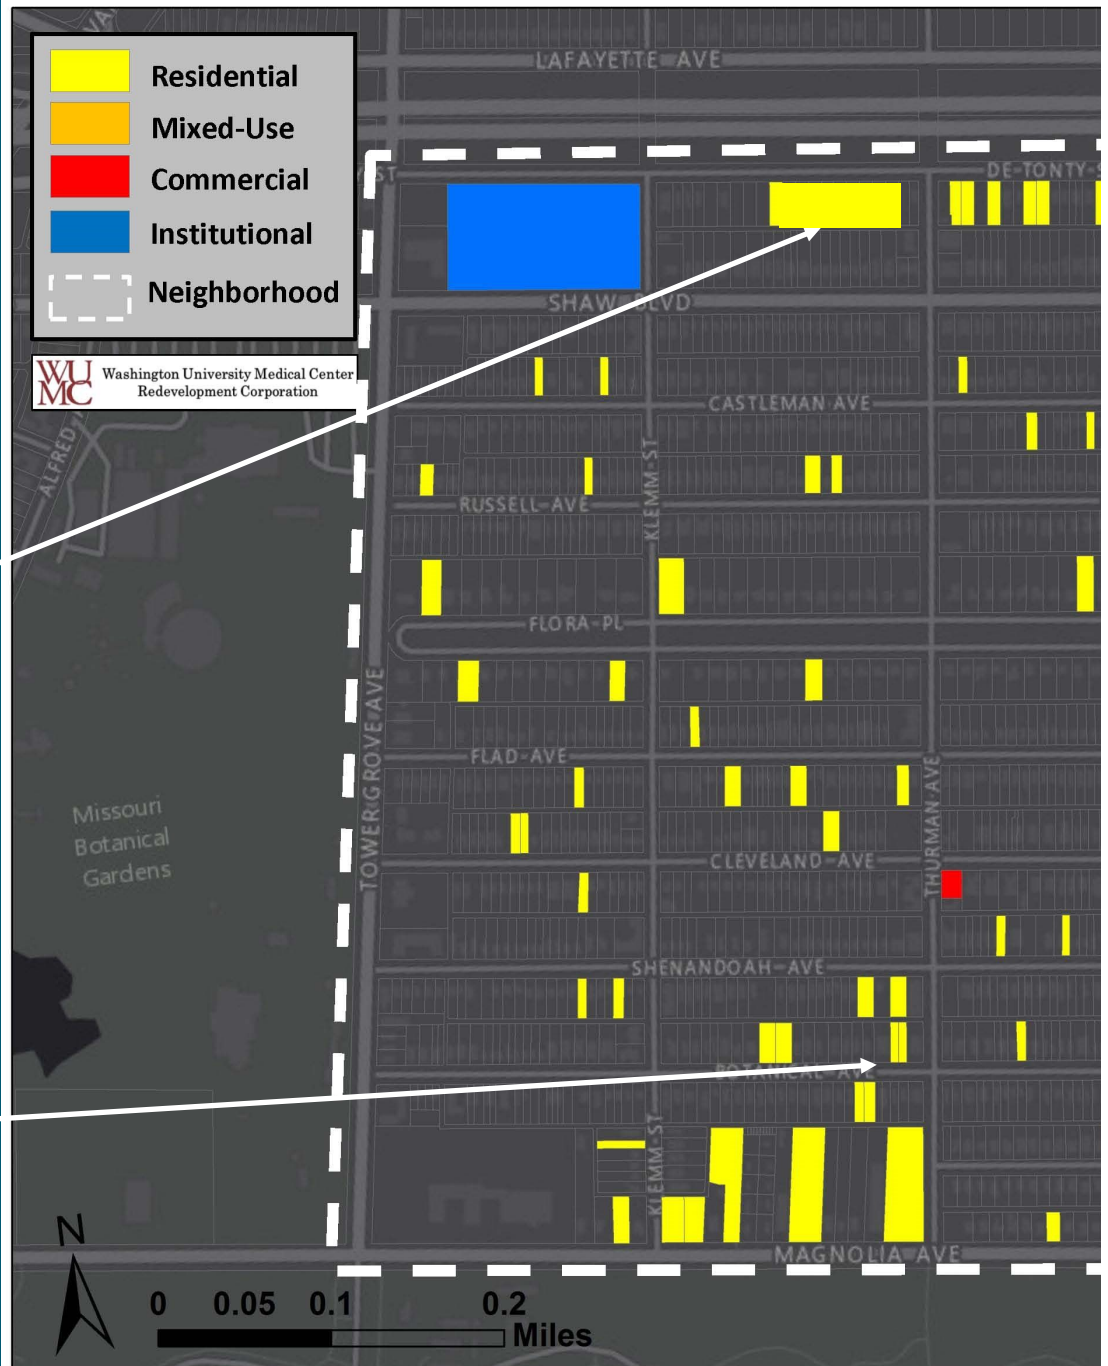 Residential
Mixed-Use
Commercial
Institutional
Neighborhood
WU
MC
Washington University Medical Center
Redevelopment Corporation
LAFAYETTE AVE
ST
DE-TONTY-S
SHAW BLVD
CASTLEMAN AVE
ALFRED
KLEMM-ST
RUSSELL-AVE
FLORA-PL
TOWER GROVE AVE
FLAD-AVE
THURMAN-AVE
Missouri
Botanical
Gardens
CLEVELAND-AVE
SHENANDOAH-AVE
BOTANICAL-AVE
KLEMM-ST
MAGNOLIA AVE
N
0 0.05 0.1 0.2
Miles